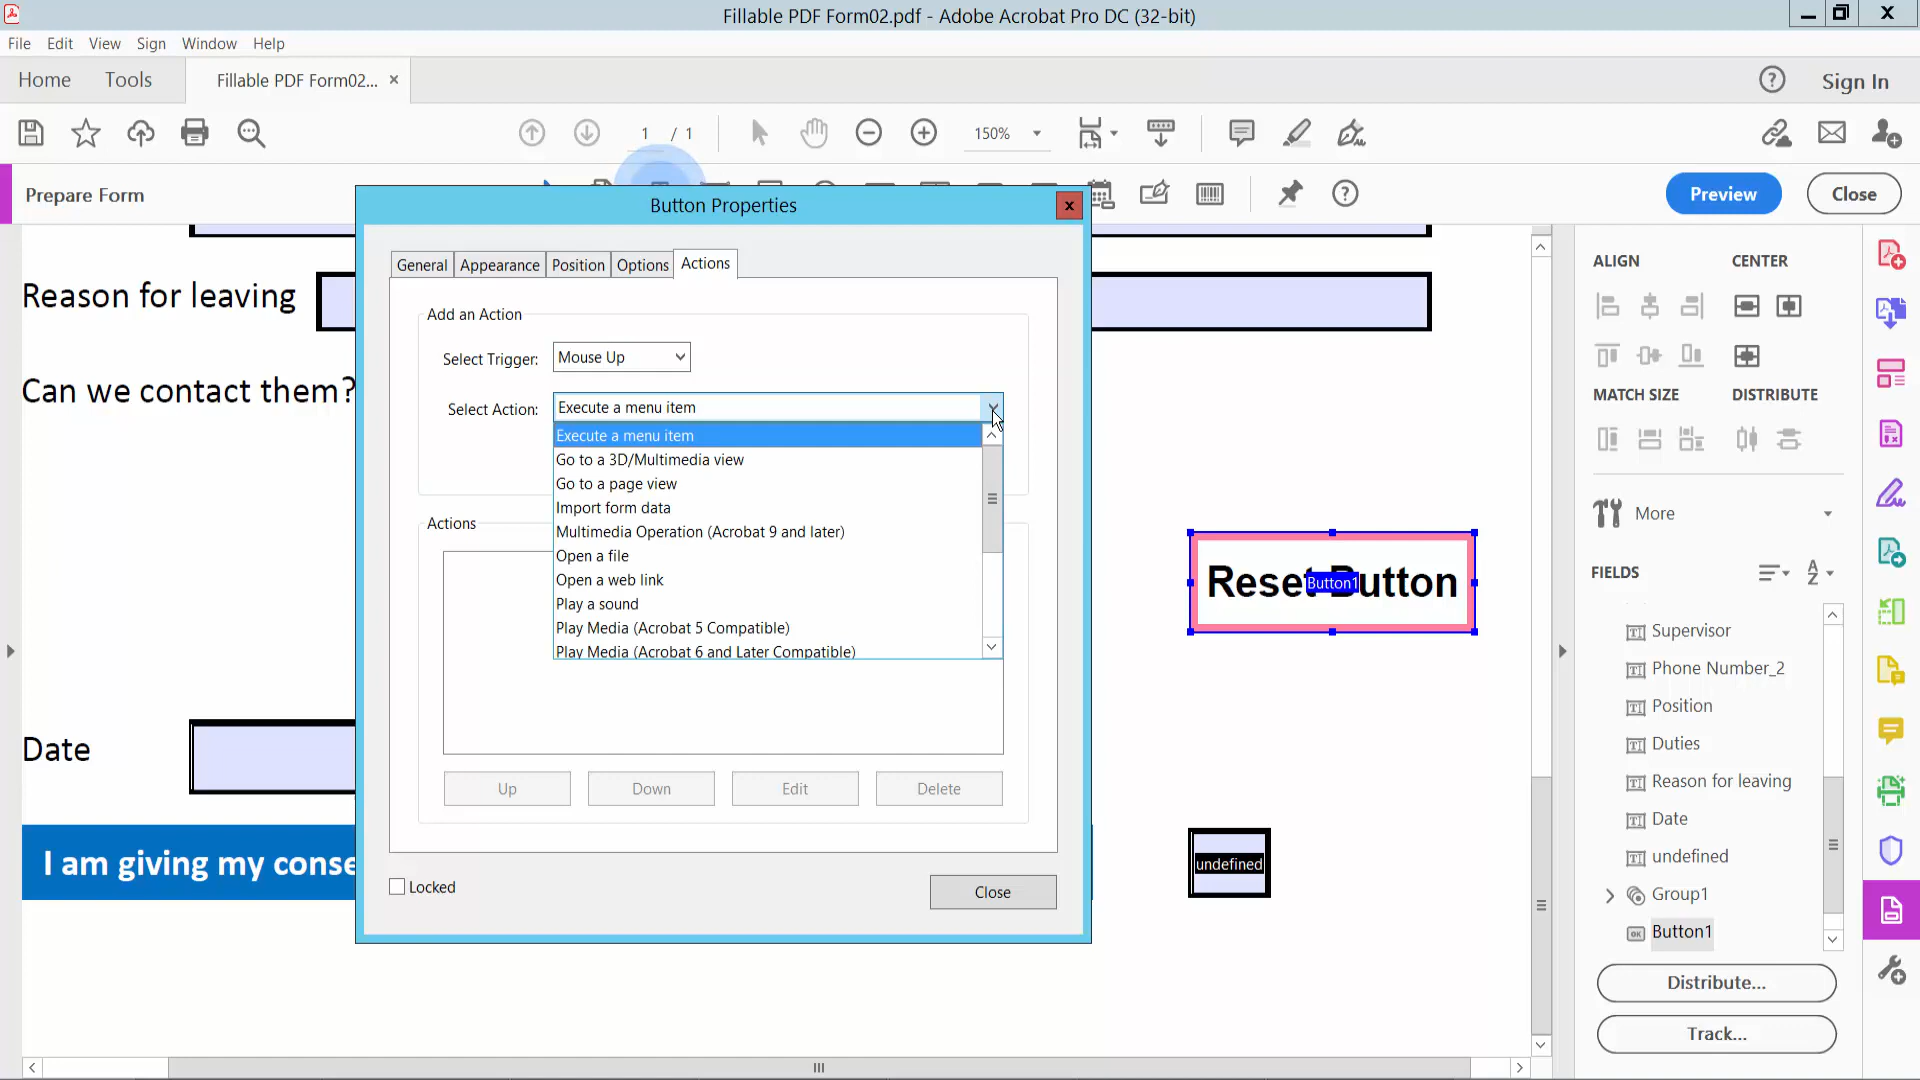 Fillable PDF Form02.pdf - Adobe Acrobat Pro DC (32-bit)
File Edit View Sign Window Help
Home Tools Fillable PDF Form02... × Sign In
1 / 1 150%
Prepare Form Preview Close
Button Properties
General Appearance Position Options Actions
Add an Action
Select Trigger: Mouse Up
Select Action: Execute a menu item
Execute a menu item
Go to a 3D/Multimedia view
Go to a page view
Import form data
Multimedia Operation (Acrobat 9 and later)
Open a file
Open a web link
Play a sound
Play Media (Acrobat 5 Compatible)
Play Media (Acrobat 6 and Later Compatible)
Actions
Up Down Edit Delete
Locked
Close
Reason for leaving
Can we contact them?
Date
I am giving my conse
Reset Button
Button1
undefined
ALIGN CENTER
MATCH SIZE DISTRIBUTE
More
FIELDS
Supervisor
Phone Number_2
Position
Duties
Reason for leaving
Date
undefined
Group1
Button1
Distribute...
Track...